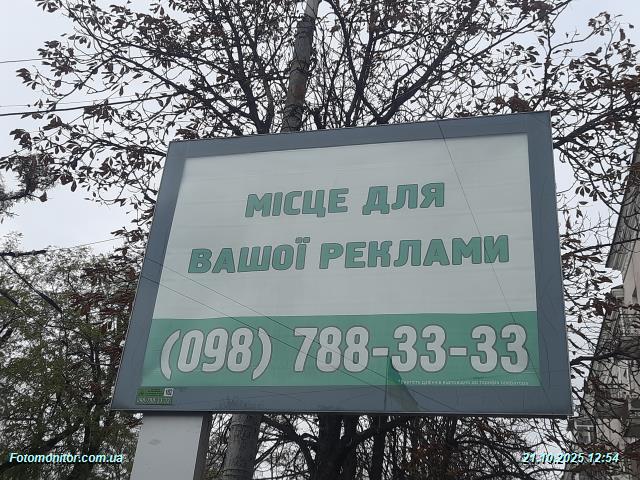 МІСЦЕ ДЛЯ
ВАШОЇ РЕКЛАМИ
(098) 788-33-33
Fotomonitor.com.ua
21.10.2025 12:54